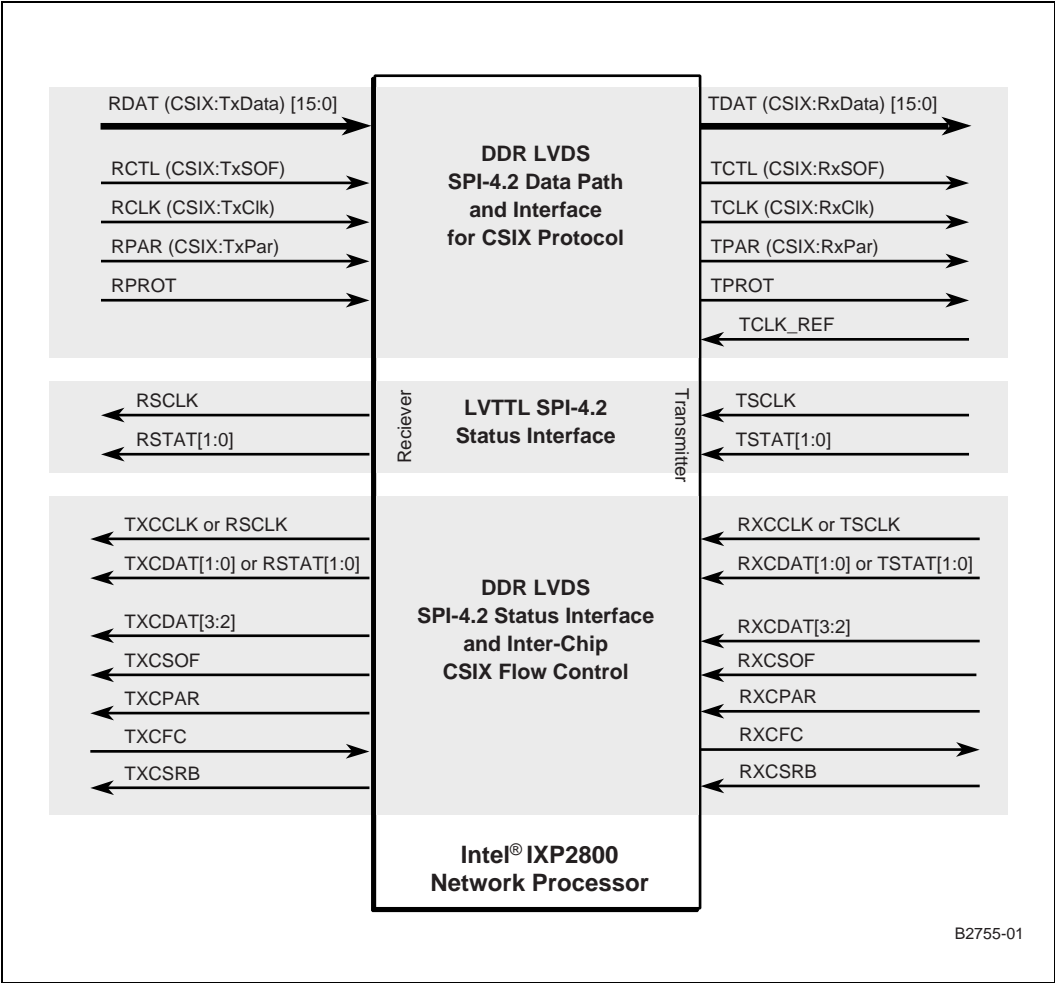 RDAT (CSIX:TxData) [15:0]
RCTL (CSIX:TxSOF)
RCLK (CSIX:TxClk)
RPAR (CSIX:TxPar)
RPROT
DDR LVDS
SPI-4.2 Data Path
and Interface
for CSIX Protocol
TDAT (CSIX:RxData) [15:0]
TCTL (CSIX:RxSOF)
TCLK (CSIX:RxClk)
TPAR (CSIX:RxPar)
TPROT
TCLK_REF
RSCLK
RSTAT[1:0]
Reciever
LVTTL SPI-4.2
Status Interface
Transmitter
TSCLK
TSTAT[1:0]
TXCCLK or RSCLK
TXCDAT[1:0] or RSTAT[1:0]
TXCDAT[3:2]
TXCSOF
TXCPAR
TXCFC
TXCSRB
DDR LVDS
SPI-4.2 Status Interface
and Inter-Chip
CSIX Flow Control
RXCCLK or TSCLK
RXCDAT[1:0] or TSTAT[1:0]
RXCDAT[3:2]
RXCSOF
RXCPAR
RXCFC
RXCSRB
Intel® IXP2800
Network Processor
B2755-01